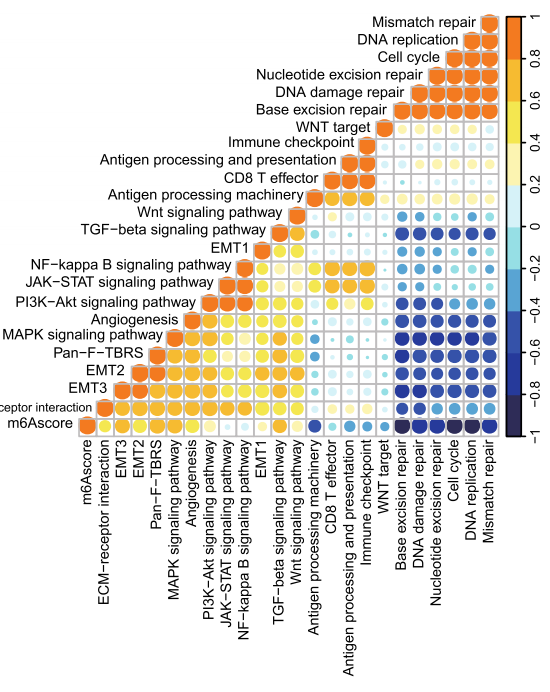 Mismatch repair
DNA replication
Cell cycle
Nucleotide excision repair
DNA damage repair
Base excision repair
WNT target
Immune checkpoint
Antigen processing and presentation
CD8 T effector
Antigen processing machinery
Wnt signaling pathway
TGF−beta signaling pathway
EMT1
NF−kappa B signaling pathway
JAK−STAT signaling pathway
PI3K−Akt signaling pathway
Angiogenesis
MAPK signaling pathway
Pan−F−TBRS
EMT2
EMT3
ceptor interaction
m6Ascore
m6Ascore
ECM−receptor interaction
EMT3
EMT2
Pan−F−TBRS
MAPK signaling pathway
Angiogenesis
PI3K−Akt signaling pathway
JAK−STAT signaling pathway
NF−kappa B signaling pathway
EMT1
TGF−beta signaling pathway
Wnt signaling pathway
Antigen processing machinery
CD8 T effector
Antigen processing and presentation
Immune checkpoint
WNT target
Base excision repair
DNA damage repair
Nucleotide excision repair
Cell cycle
DNA replication
Mismatch repair
1
0.8
0.6
0.4
0.2
0
−0.2
−0.4
−0.6
−0.8
−1